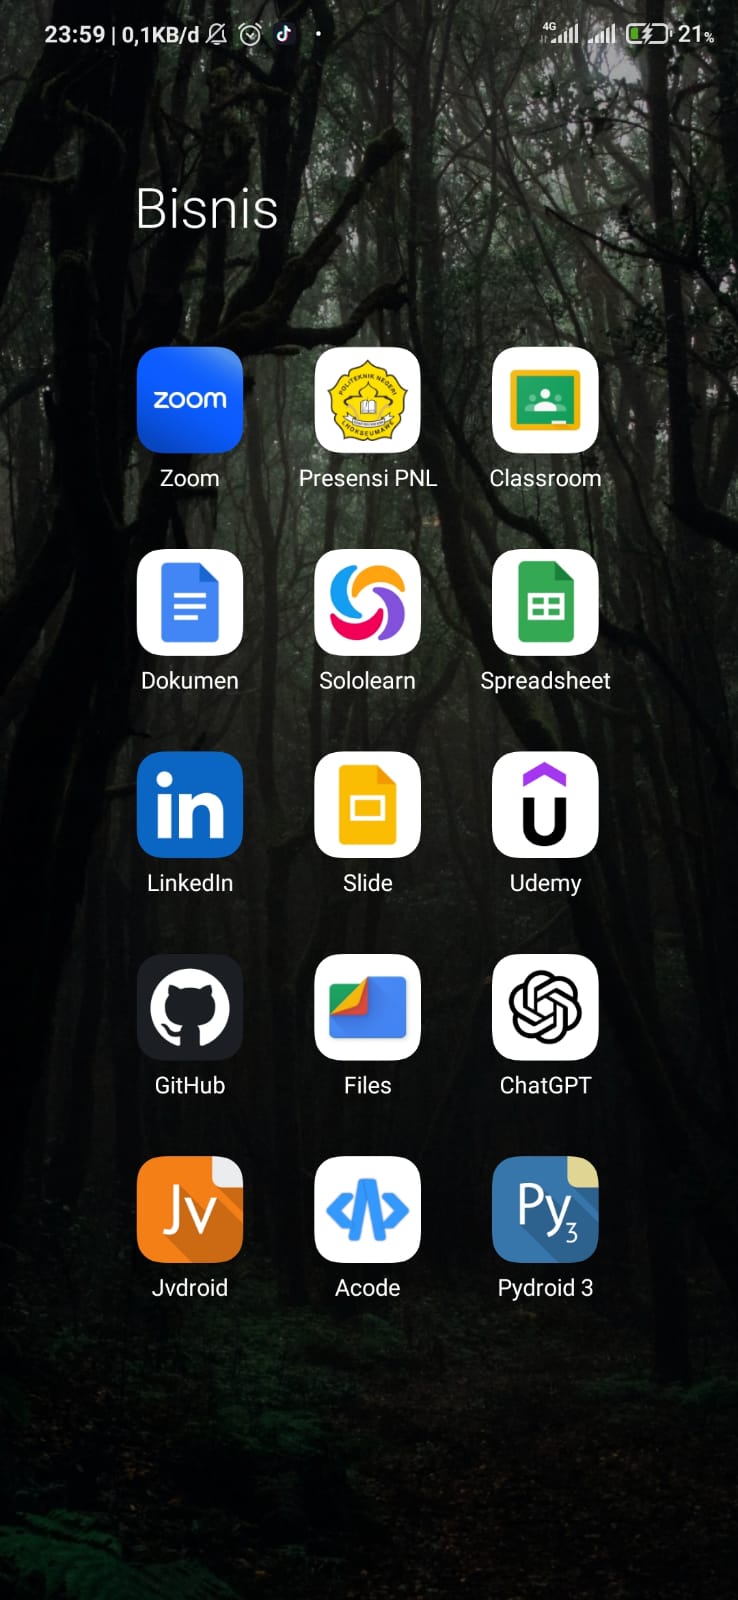 23:59 | 0,1KB/d
4G
21%
Bisnis
zoom
POLITEKNIK NEGERI
LHOKSEUMAWE
Zoom
Presensi PNL
Classroom
Dokumen
Sololearn
Spreadsheet
in
LinkedIn
Slide
Udemy
GitHub
Files
ChatGPT
Jv
Py3
Jvdroid
Acode
Pydroid 3